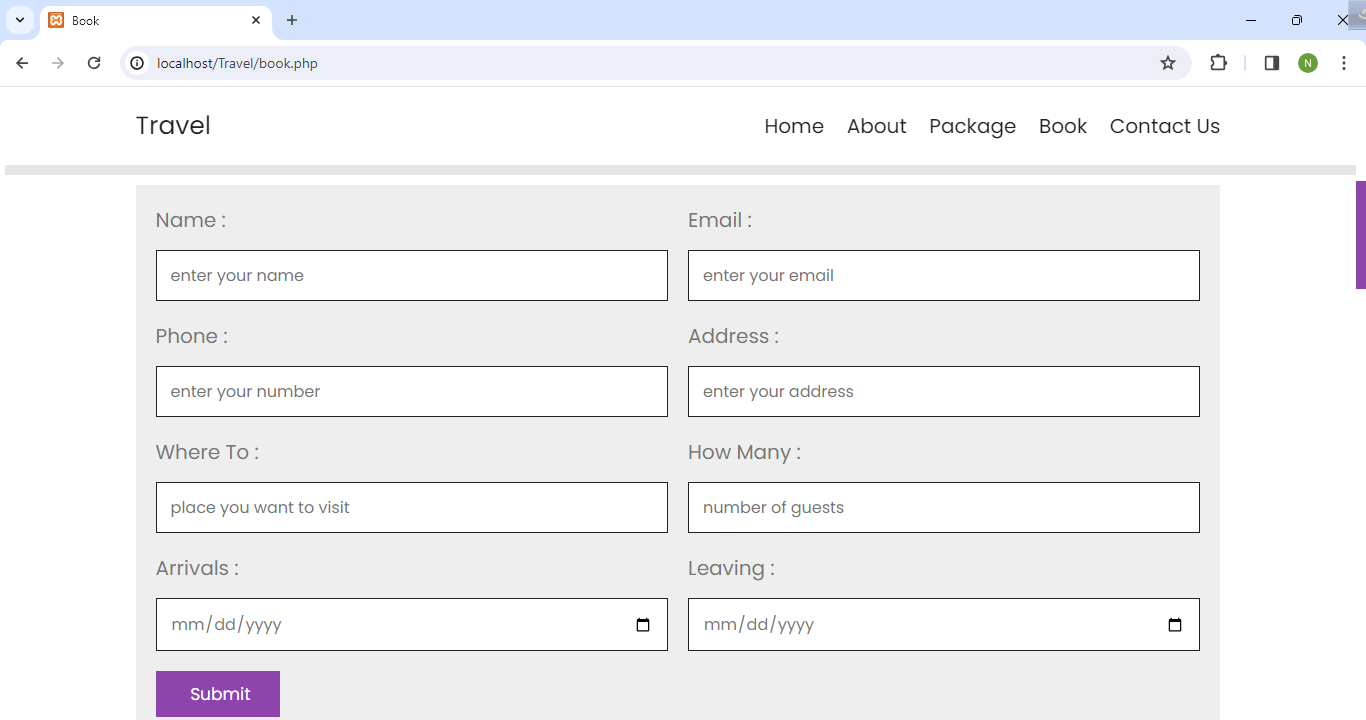 Book
localhost/Travel/book.php
N
Travel
Home About Package Book Contact Us
Name : Email :
enter your name enter your email
Phone : Address :
enter your number enter your address
Where To : How Many :
place you want to visit number of guests
Arrivals : Leaving :
mm/dd/yyyy mm/dd/yyyy
Submit